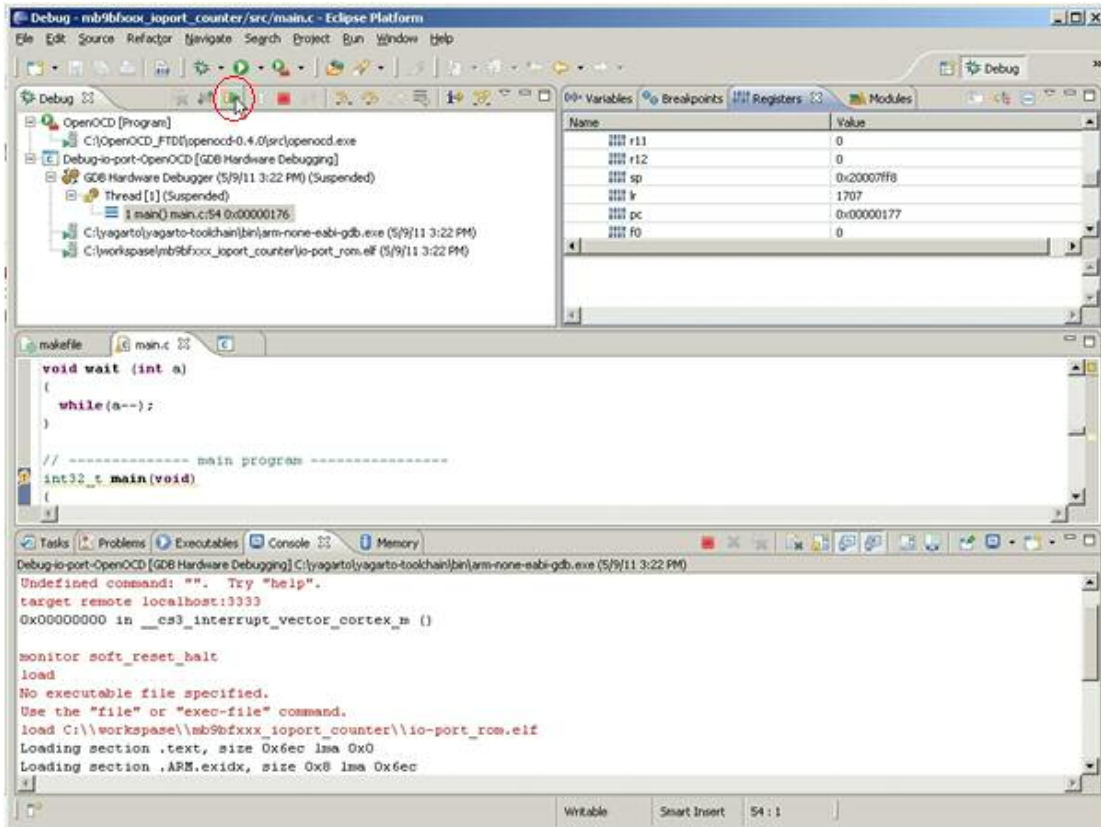 Debug - mb9bfxxx_ioport_counter/src/main.c - Eclipse Platform
File Edit Source Refactor Navigate Search Project Run Window Help
Debug
Debug
OpenOCD [Program]
C:\OpenOCD_FTDI\openocd-0.4.0\src\openocd.exe
Debug-io-port-OpenOCD [GDB Hardware Debugging]
GDB Hardware Debugger (5/9/11 3:22 PM) (Suspended)
Thread [1] (Suspended)
1 main() main.c:54 0x00000176
C:\yagarto\yagarto-toolchain\bin\arm-none-eabi-gdb.exe (5/9/11 3:22 PM)
C:\workspase\mb9bfxxx_ioport_counter\io-port_rom.elf (5/9/11 3:22 PM)
Variables Breakpoints Registers Modules
Name Value
r11 0
r12 0
sp 0x20007ff8
lr 1707
pc 0x00000177
f0 0
makefile main.c
void wait (int a)
{
while(a--);
}
// -------------- main program ----------------
int32_t main(void)
{
Tasks Problems Executables Console Memory
Debug-io-port-OpenOCD [GDB Hardware Debugging] C:\yagarto\yagarto-toolchain\bin\arm-none-eabi-gdb.exe (5/9/11 3:22 PM)
Undefined command: "". Try "help".
target remote localhost:3333
0x00000000 in __cs3_interrupt_vector_cortex_m ()
monitor soft_reset_halt
load
No executable file specified.
Use the "file" or "exec-file" command.
load C:\\workspase\\mb9bfxxx_ioport_counter\\io-port_rom.elf
Loading section .text, size 0x6ec lma 0x0
Loading section .ARM.exidx, size 0x8 lma 0x6ec
Writable Smart Insert 54 : 1